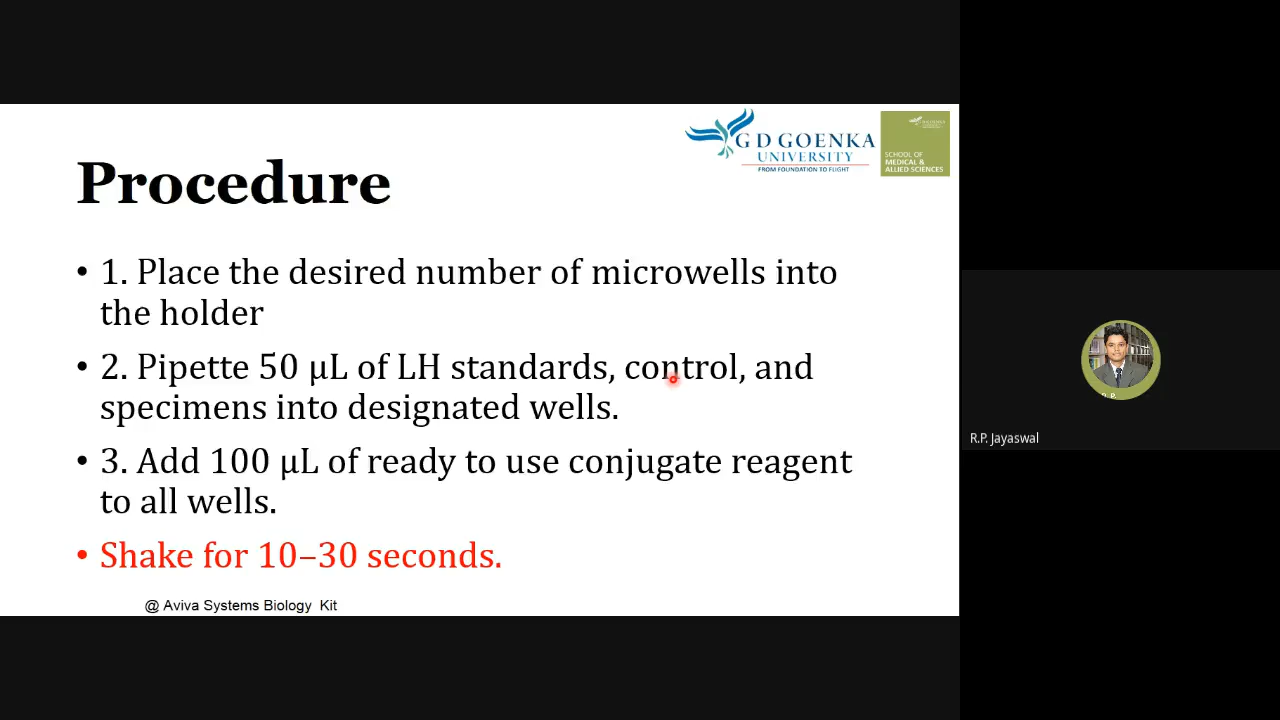 G D GOENKA
UNIVERSITY
FROM FOUNDATION TO FLIGHT
SCHOOL OF
MEDICAL &
ALLIED SCIENCES
Procedure
• 1. Place the desired number of microwells into
the holder
• 2. Pipette 50 µL of LH standards, control, and
specimens into designated wells.
• 3. Add 100 µL of ready to use conjugate reagent
to all wells.
• Shake for 10–30 seconds.
@ Aviva Systems Biology Kit
R.P. Jayaswal